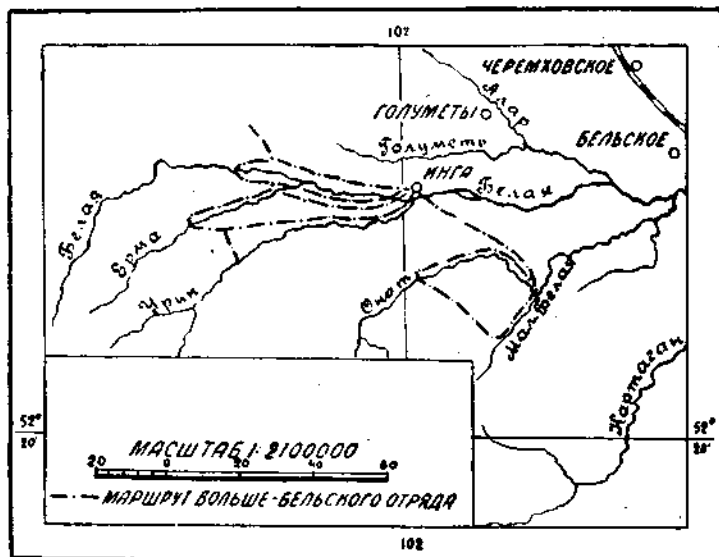 102
ЧЕРЕМХОВСКОЕ
Алар
ГОЛУМЕТЫ
БЕЛЬСКОЕ
Голуметь
ИНГА
Белая
Белая
Ерма
Урик
Онот
Мал. Белая
Картаган
52°
20'
52°
20'
МАСШТАБ 1:2100000
20 0 20 40 60
МАРШРУТ БОЛЬШЕ-БЕЛЬСКОГО ОТРЯДА
102